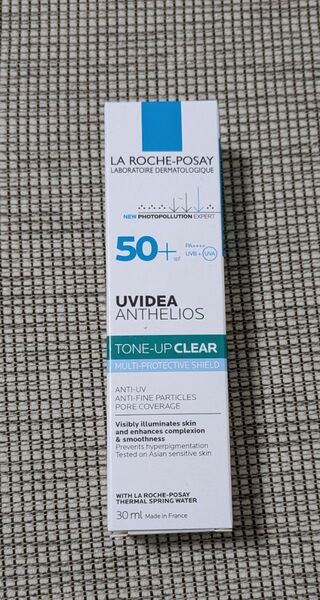 LA ROCHE-POSAY
LABORATOIRE DERMATOLOGIQUE
NEW PHOTOPOLLUTION EXPERT
50+ SPF
PA++++
UVB + UVA
UVIDEA
ANTHELIOS
TONE-UP CLEAR
MULTI-PROTECTIVE SHIELD
ANTI-UV
ANTI-FINE PARTICLES
PORE COVERAGE
Visibly illuminates skin
and enhances complexion
& smoothness
Prevents hyperpigmentation
Tested on Asian sensitive skin
WITH LA ROCHE-POSAY
THERMAL SPRING WATER
30 ml Made in France